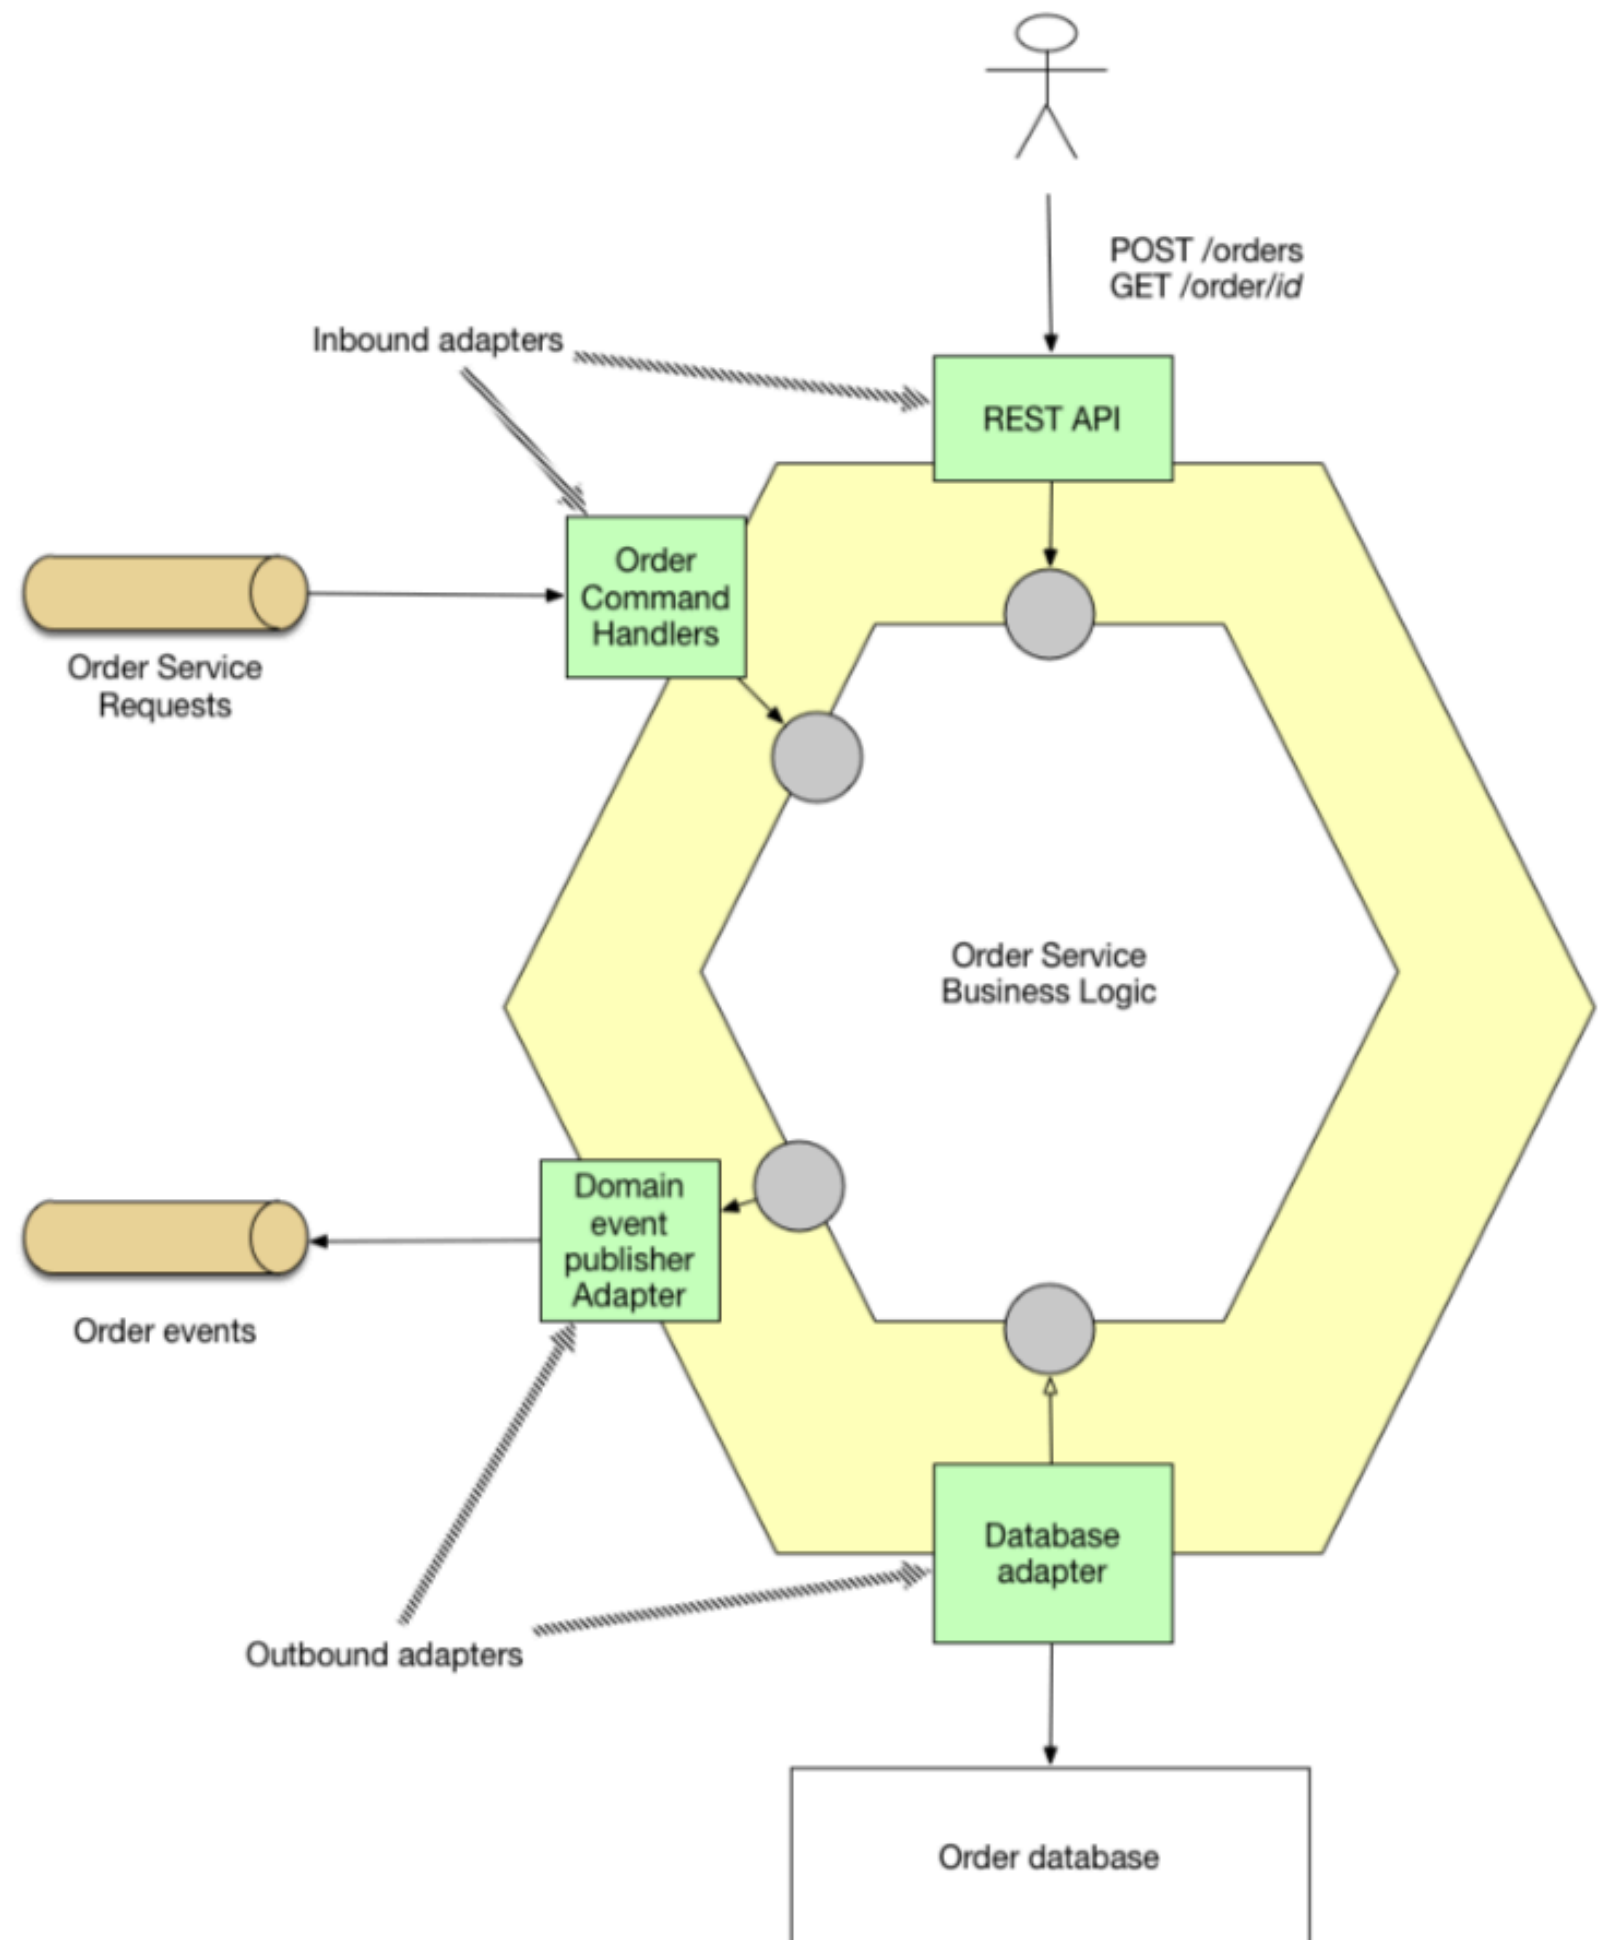 POST /orders
GET /order/id
Inbound adapters
REST API
Order
Command
Handlers
Order Service
Requests
Order Service
Business Logic
Domain
event
publisher
Adapter
Order events
Database
adapter
Outbound adapters
Order database